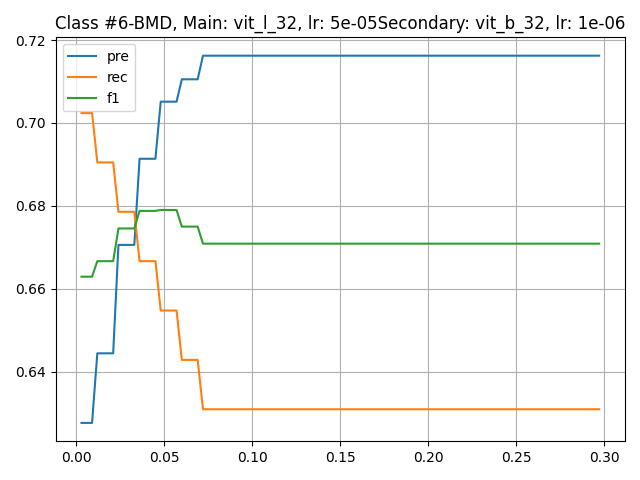 Class #6-BMD, Main: vit_l_32, lr: 5e-05Secondary: vit_b_32, lr: 1e-06
pre
rec
f1
0.72
0.70
0.68
0.66
0.64
0.00 0.05 0.10 0.15 0.20 0.25 0.30